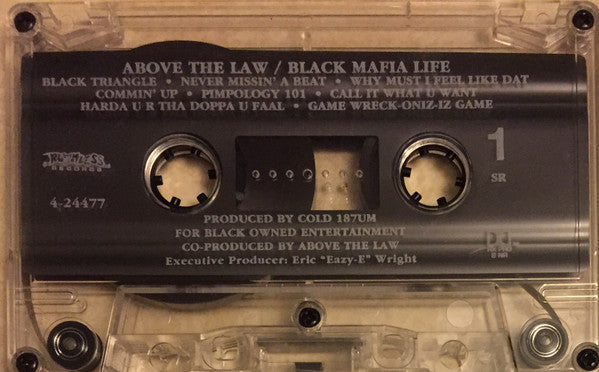 ABOVE THE LAW / BLACK MAFIA LIFE
BLACK TRIANGLE • NEVER MISSIN' A BEAT • WHY MUST I FEEL LIKE DAT
COMMIN' UP • PIMPOLOGY 101 • CALL IT WHAT U WANT
HARDA U R THA DOPPA U FAAL • GAME WRECK-ONIZ-IZ GAME
RUTHLESS
RECORDS
1
SR
4-24477
PRODUCED BY COLD 187UM
FOR BLACK OWNED ENTERTAINMENT
CO-PRODUCED BY ABOVE THE LAW
Executive Producer: Eric "Eazy-E" Wright